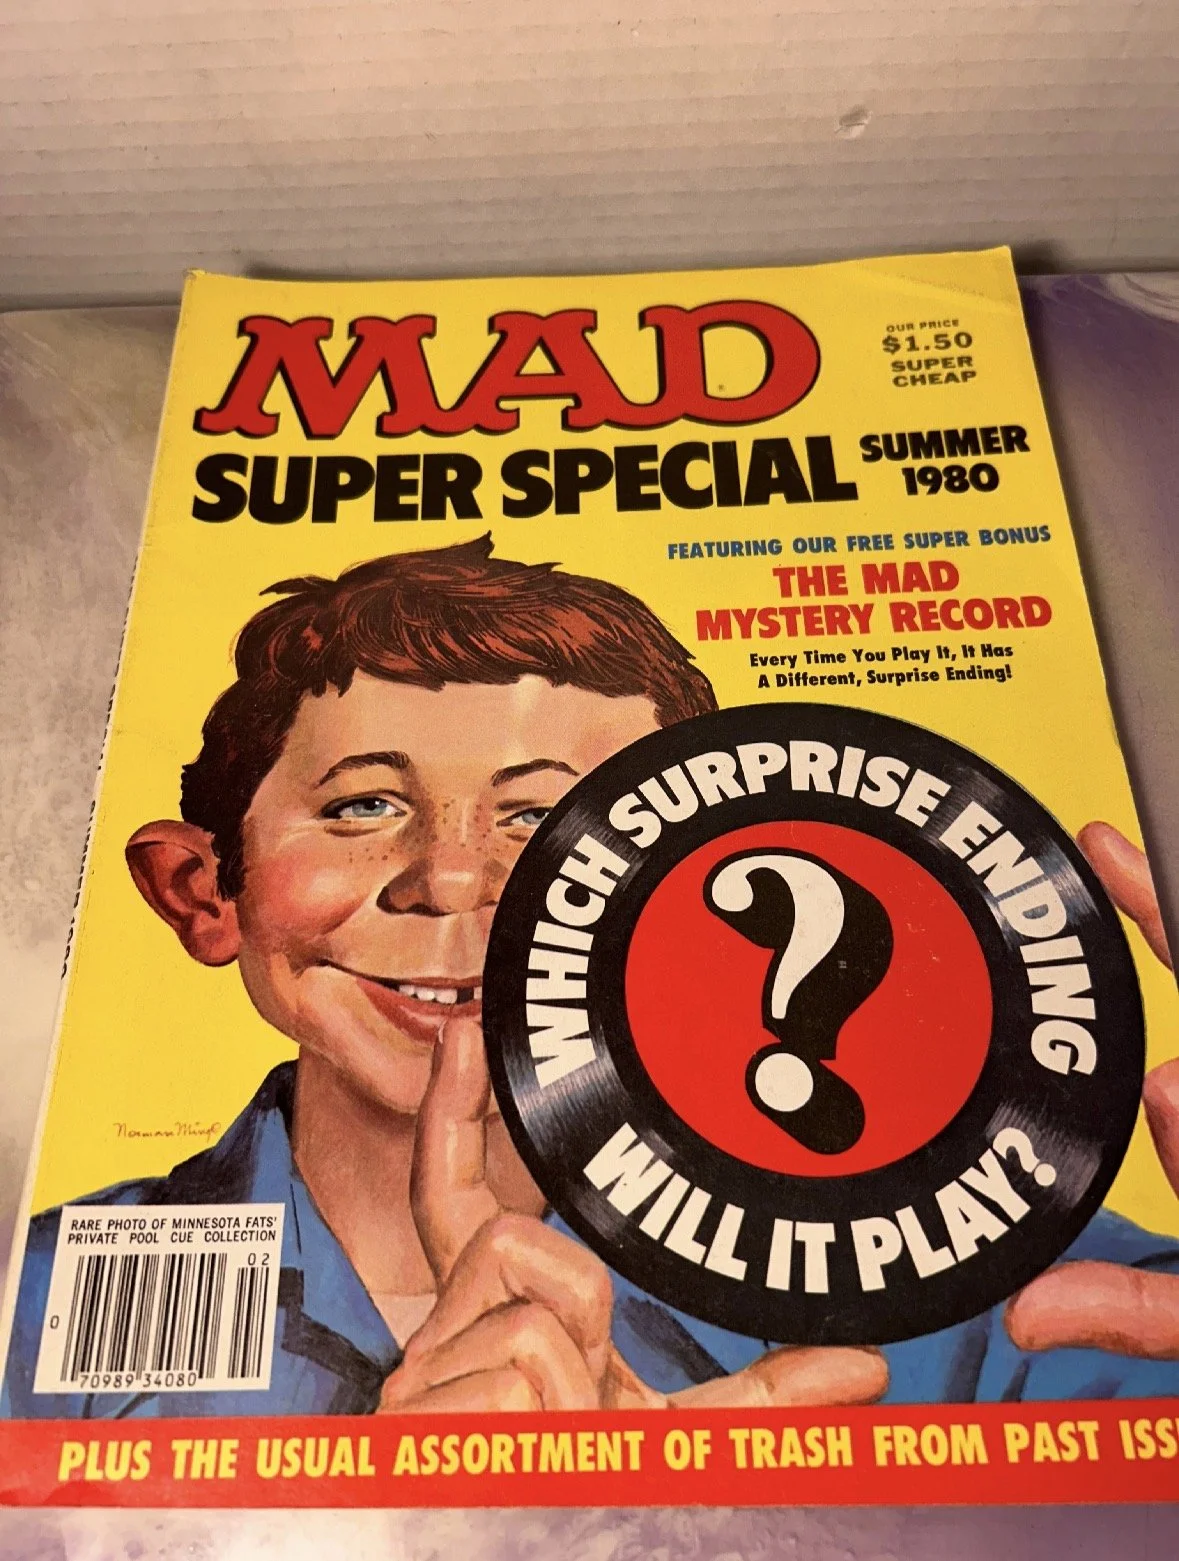 MAD
OUR PRICE
$1.50
SUPER
CHEAP
SUPER SPECIAL
SUMMER
1980
FEATURING OUR FREE SUPER BONUS
THE MAD
MYSTERY RECORD
Every Time You Play It, It Has
A Different, Surprise Ending!
WHICH SURPRISE ENDING
?
WILL IT PLAY?
Norman Mingo
RARE PHOTO OF MINNESOTA FATS'
PRIVATE POOL CUE COLLECTION
02
0
70989 34080
PLUS THE USUAL ASSORTMENT OF TRASH FROM PAST ISS